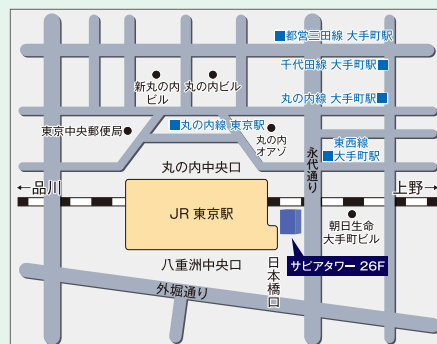 都営三田線 大手町駅
千代田線 大手町駅
新丸の内
ビル
丸の内ビル
丸の内線 大手町駅
東京中央郵便局
丸の内線 東京駅
丸の内
オアゾ
東西線
大手町駅
丸の内中央口
永代通り
←品川
上野→
JR 東京駅
朝日生命
大手町ビル
八重洲中央口
日本橋口
サピアタワー 26F
外堀通り